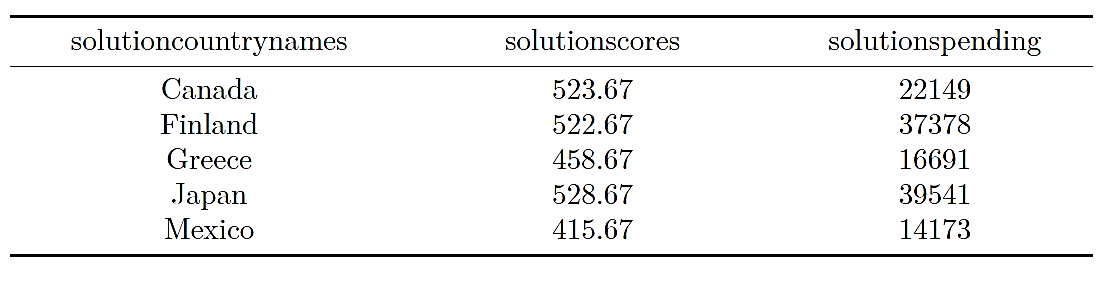 solutioncountrynames solutionscores solutionspending
Canada 523.67 22149
Finland 522.67 37378
Greece 458.67 16691
Japan 528.67 39541
Mexico 415.67 14173